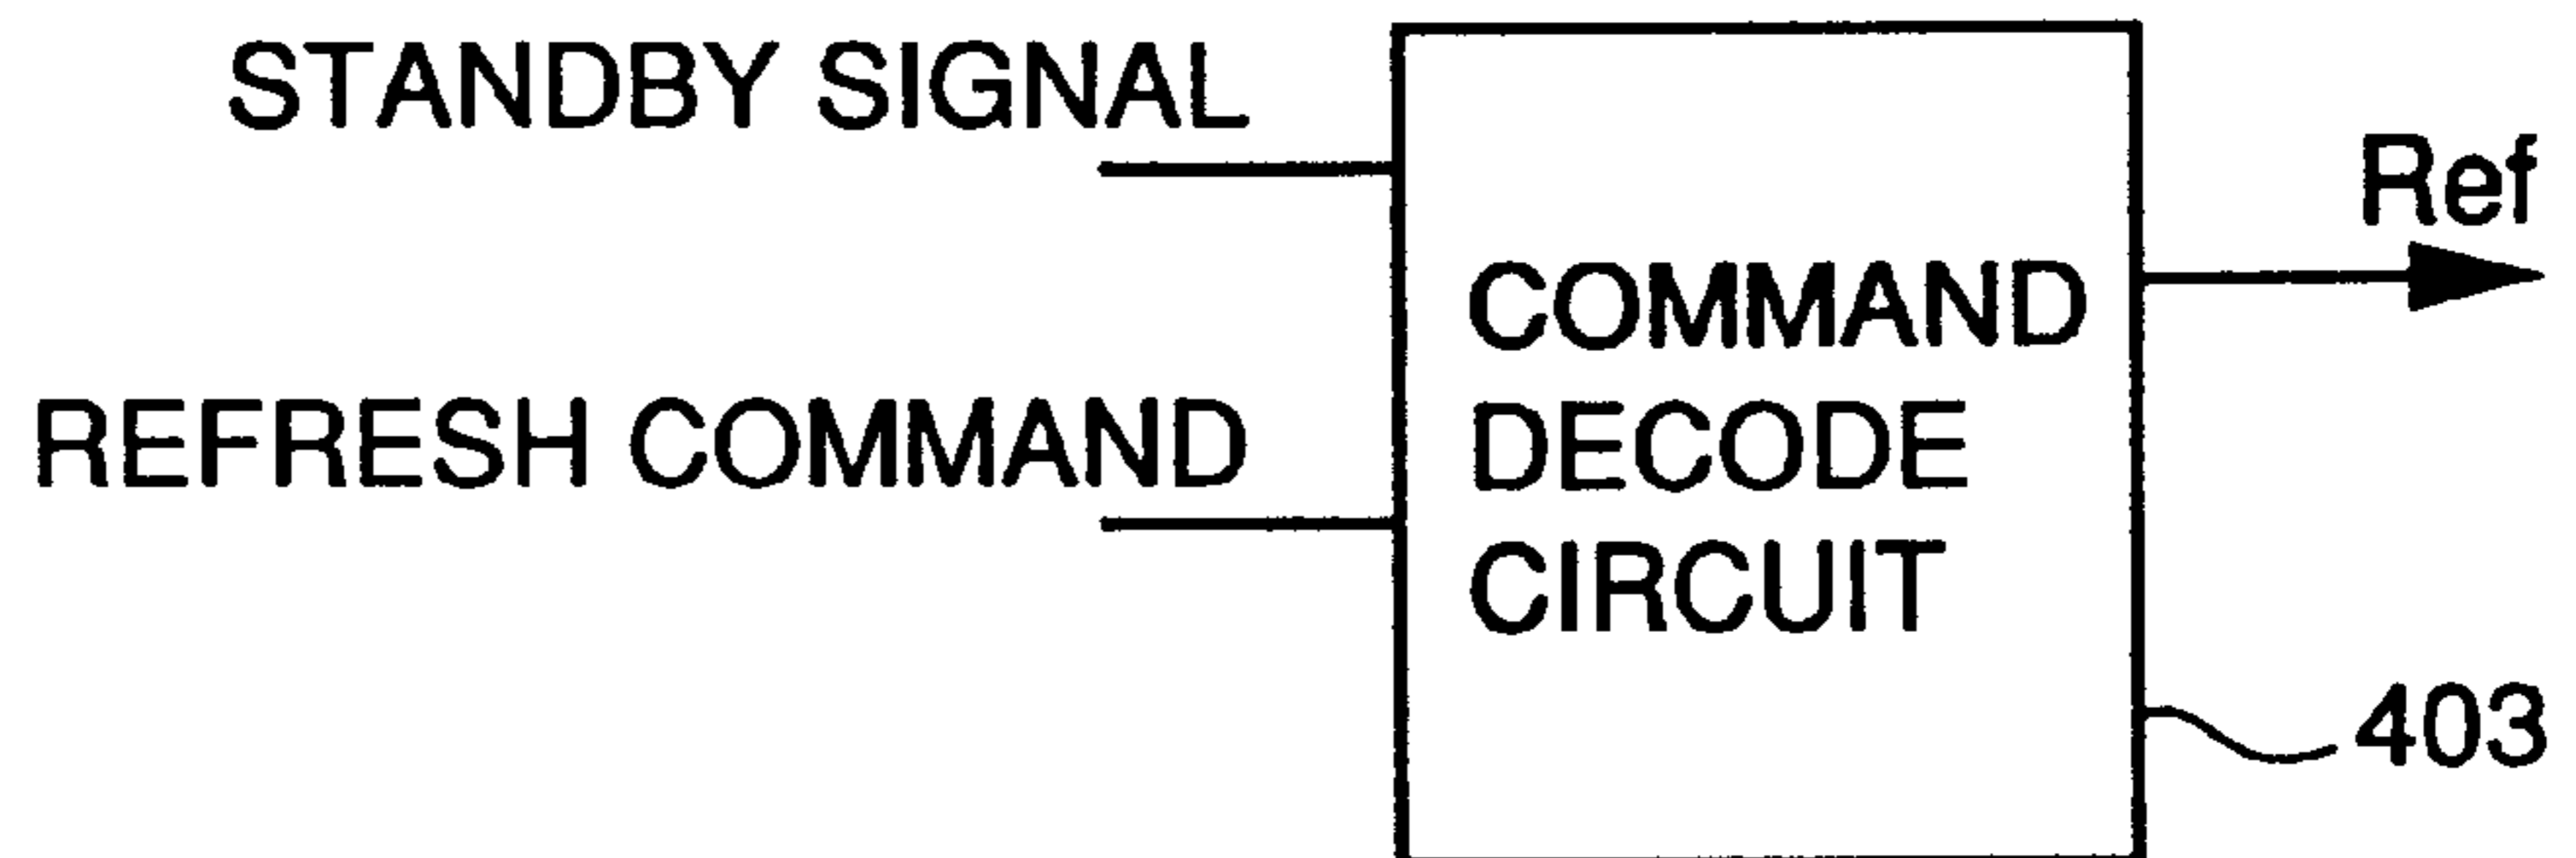 STANDBY SIGNAL
REFRESH COMMAND
COMMAND
DECODE
CIRCUIT
Ref
403